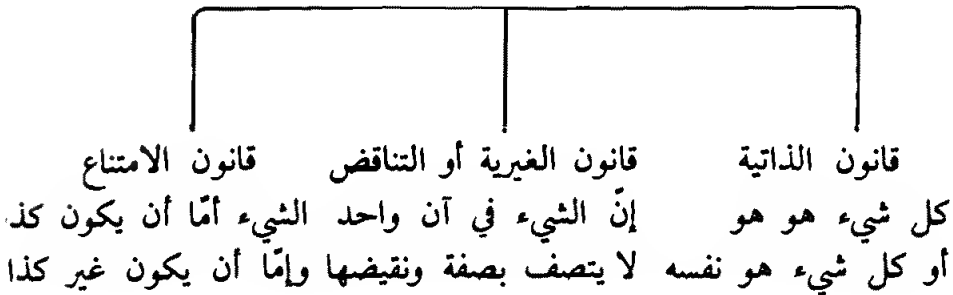 قانون الذاتية
كل شيء هو هو
أو كل شيء هو نفسه
قانون الغيرية أو التناقض
إنّ الشيء في آن واحد
لا يتصف بصفة ونقيضها
قانون الامتناع
الشيء أمّا أن يكون كذ
وإمّا أن يكون غير كذا